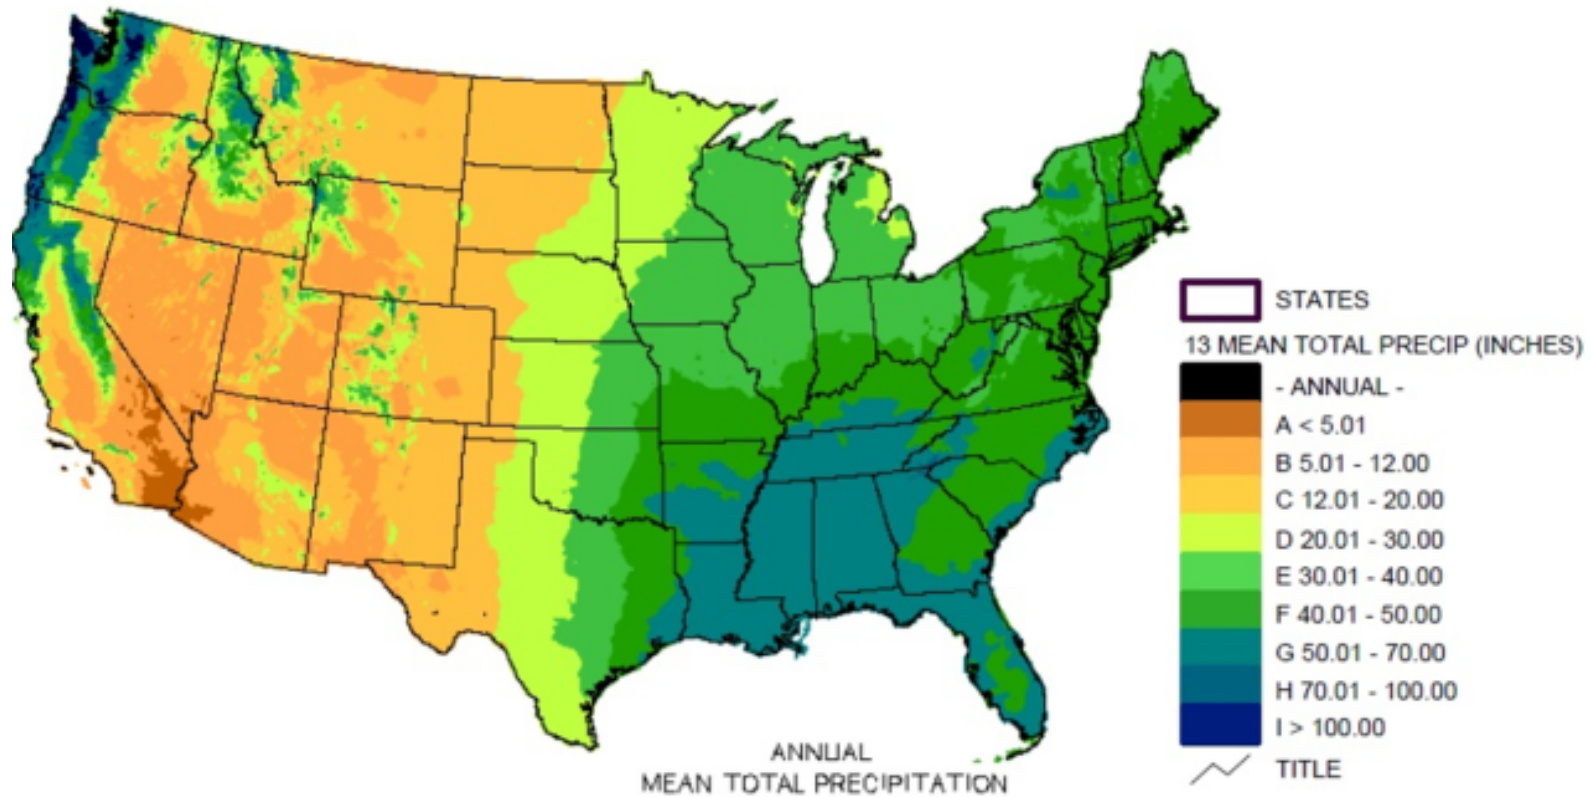 STATES
13 MEAN TOTAL PRECIP (INCHES)
- ANNUAL -
A < 5.01
B 5.01 - 12.00
C 12.01 - 20.00
D 20.01 - 30.00
E 30.01 - 40.00
F 40.01 - 50.00
G 50.01 - 70.00
H 70.01 - 100.00
I > 100.00
TITLE
ANNUAL
MEAN TOTAL PRECIPITATION